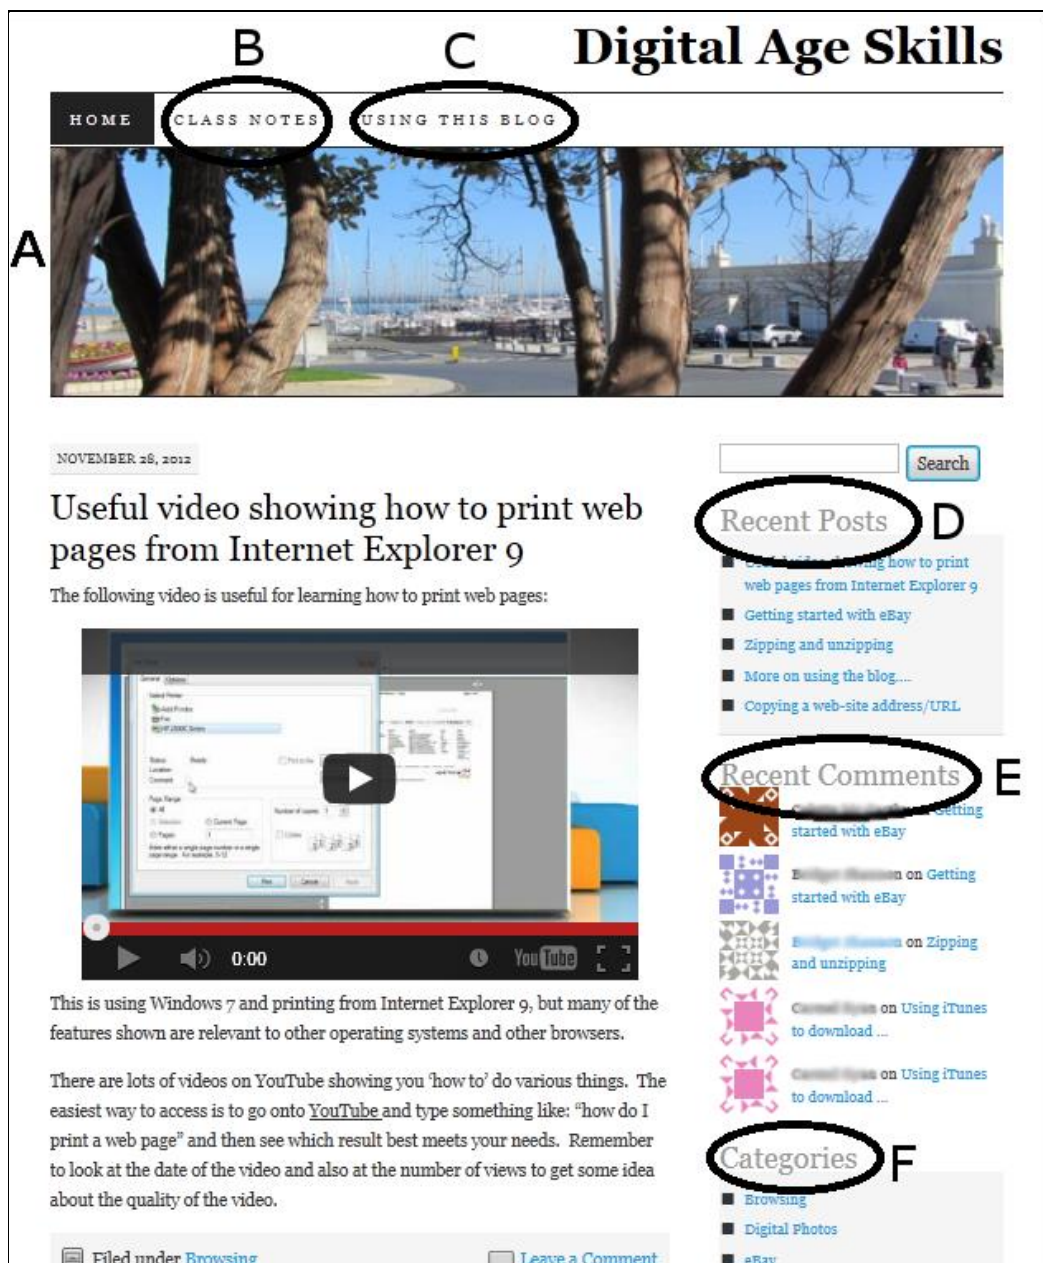 B
C
Digital Age Skills
HOME
CLASS NOTES
USING THIS BLOG
A
NOVEMBER 28, 2012
Useful video showing how to print web
pages from Internet Explorer 9
The following video is useful for learning how to print web pages:
0:00
YouTube
This is using Windows 7 and printing from Internet Explorer 9, but many of the
features shown are relevant to other operating systems and other browsers.
There are lots of videos on YouTube showing you 'how to' do various things. The
easiest way to access is to go onto YouTube and type something like: “how do I
print a web page” and then see which result best meets your needs. Remember
to look at the date of the video and also at the number of views to get some idea
about the quality of the video.
Filed under Browsing
Leave a Comment
Search
Recent Posts
D
how to print
web pages from Internet Explorer 9
Getting started with eBay
Zipping and unzipping
More on using the blog....
Copying a web-site address/URL
Recent Comments
E
Getting
started with eBay
on Getting
started with eBay
on Zipping
and unzipping
on Using iTunes
to download ...
on Using iTunes
to download ...
Categories
F
Browsing
Digital Photos
eBay